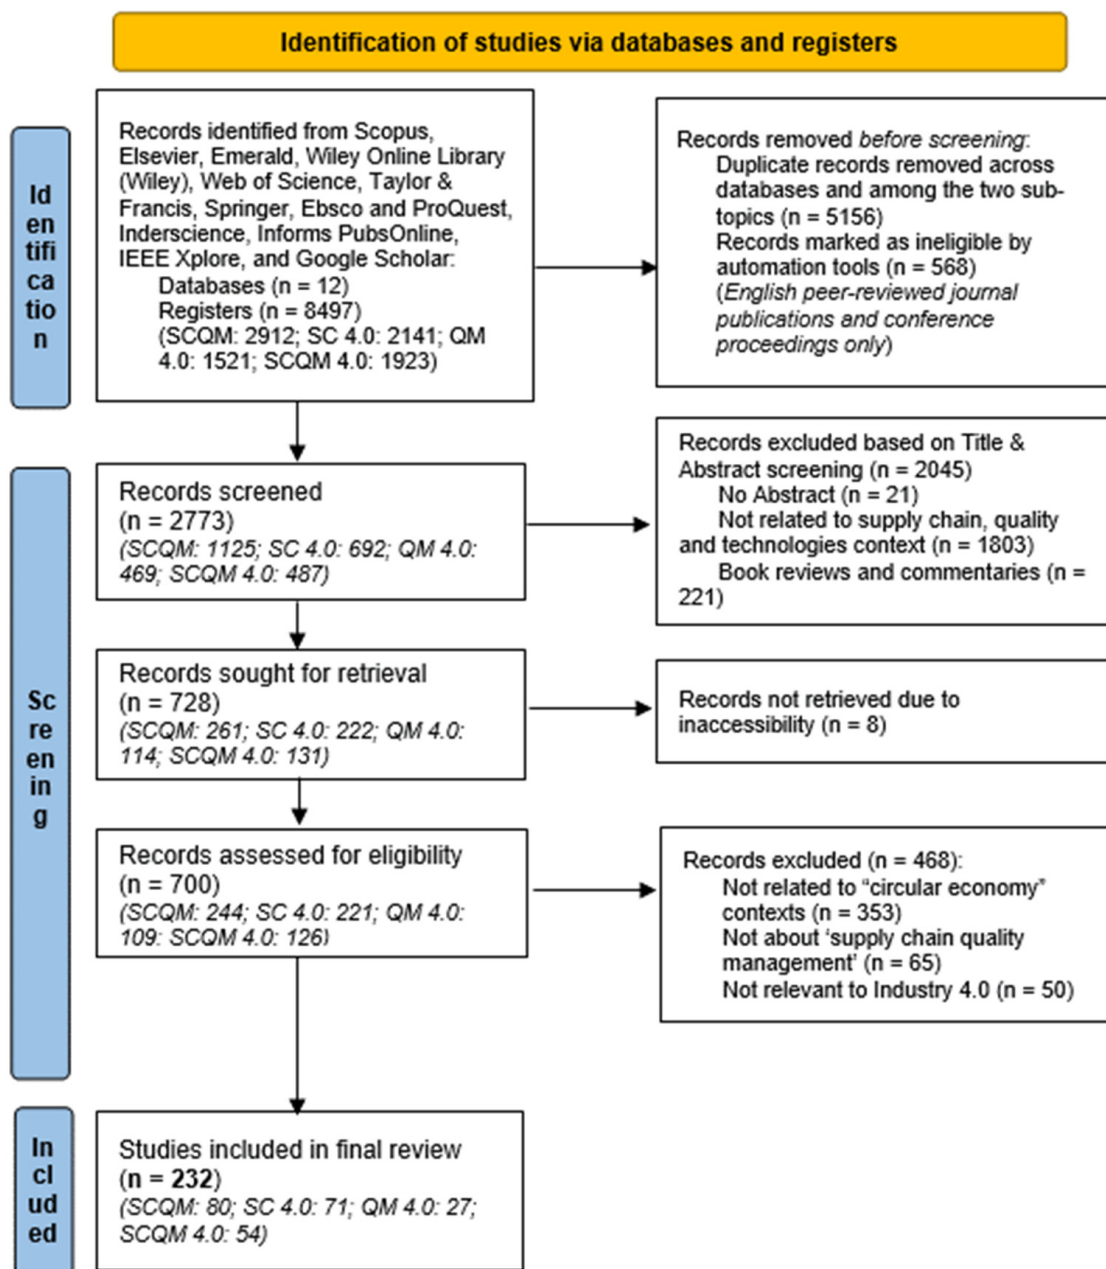 Identification of studies via databases and registers
Id
en
tifi
ca
tio
n
Records identified from Scopus,
Elsevier, Emerald, Wiley Online Library
(Wiley), Web of Science, Taylor &
Francis, Springer, Ebsco and ProQuest,
Inderscience, Informs PubsOnline,
IEEE Xplore, and Google Scholar:
Databases (n = 12)
Registers (n = 8497)
(SCQM: 2912; SC 4.0: 2141; QM
4.0: 1521; SCQM 4.0: 1923)
Records removed before screening:
Duplicate records removed across
databases and among the two sub-
topics (n = 5156)
Records marked as ineligible by
automation tools (n = 568)
(English peer-reviewed journal
publications and conference
proceedings only)
Sc
re
en
in
g
Records screened
(n = 2773)
(SCQM: 1125; SC 4.0: 692; QM 4.0:
469; SCQM 4.0: 487)
Records excluded based on Title &
Abstract screening (n = 2045)
No Abstract (n = 21)
Not related to supply chain, quality
and technologies context (n = 1803)
Book reviews and commentaries (n =
221)
Records sought for retrieval
(n = 728)
(SCQM: 261; SC 4.0: 222; QM 4.0:
114; SCQM 4.0: 131)
Records not retrieved due to
inaccessibility (n = 8)
Records assessed for eligibility
(n = 700)
(SCQM: 244; SC 4.0: 221; QM 4.0:
109: SCQM 4.0: 126)
Records excluded (n = 468):
Not related to “circular economy”
contexts (n = 353)
Not about ‘supply chain quality
management’ (n = 65)
Not relevant to Industry 4.0 (n = 50)
In
cl
ud
ed
Studies included in final review
(n = 232)
(SCQM: 80; SC 4.0: 71; QM 4.0: 27;
SCQM 4.0: 54)